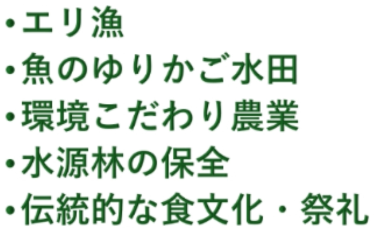 •エリ漁
•魚のゆりかご水田
•環境こだわり農業
•水源林の保全
•伝統的な食文化・祭礼